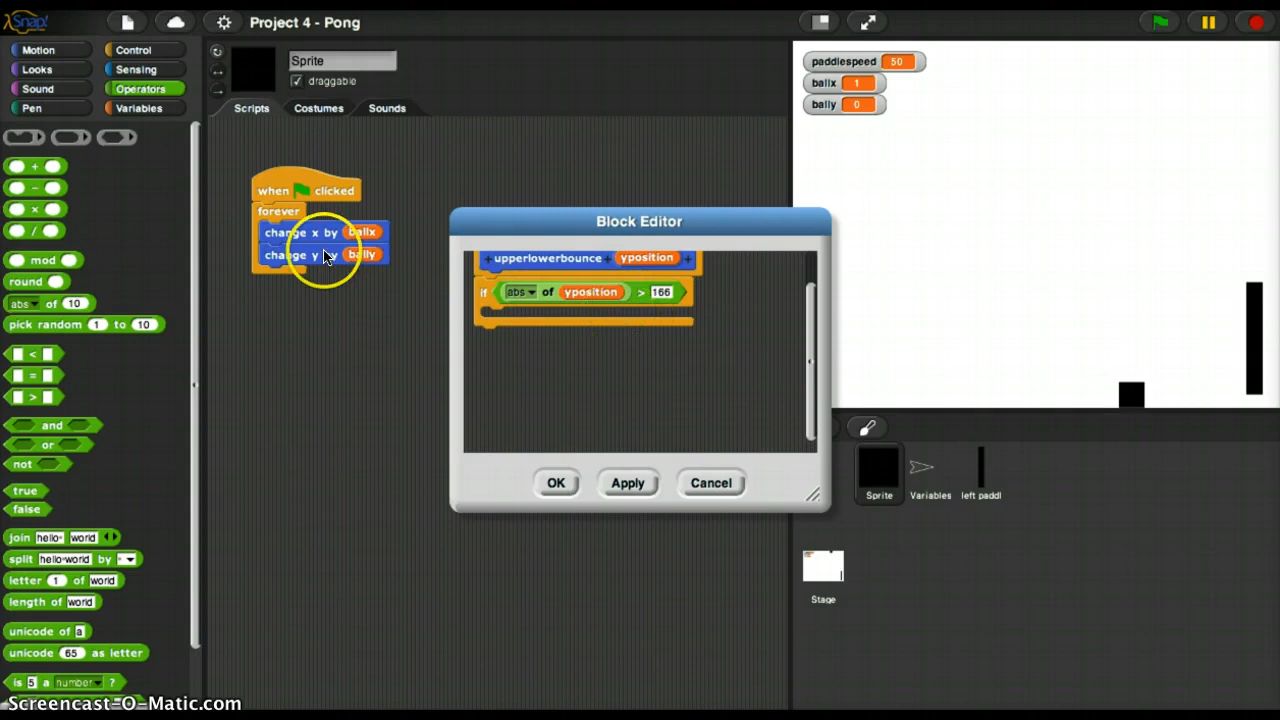 Snap!
Project 4 - Pong
Motion
Control
Looks
Sensing
Sound
Operators
Pen
Variables
Sprite
draggable
Scripts
Costumes
Sounds
+
−
×
/
mod
round
abs of 10
pick random 1 to 10
<
=
>
and
or
not
true
false
join hello- world
split hello-world by -
letter 1 of world
length of world
unicode of a
unicode 65 as letter
is 5 a number ?
when clicked
forever
change x by ballx
change y by bally
Block Editor
+ upperlowerbounce + yposition +
if abs of yposition > 166
OK
Apply
Cancel
paddlespeed 50
ballx 1
bally 0
Sprite
Variables
left paddl
Stage
Screencast-O-Matic.com